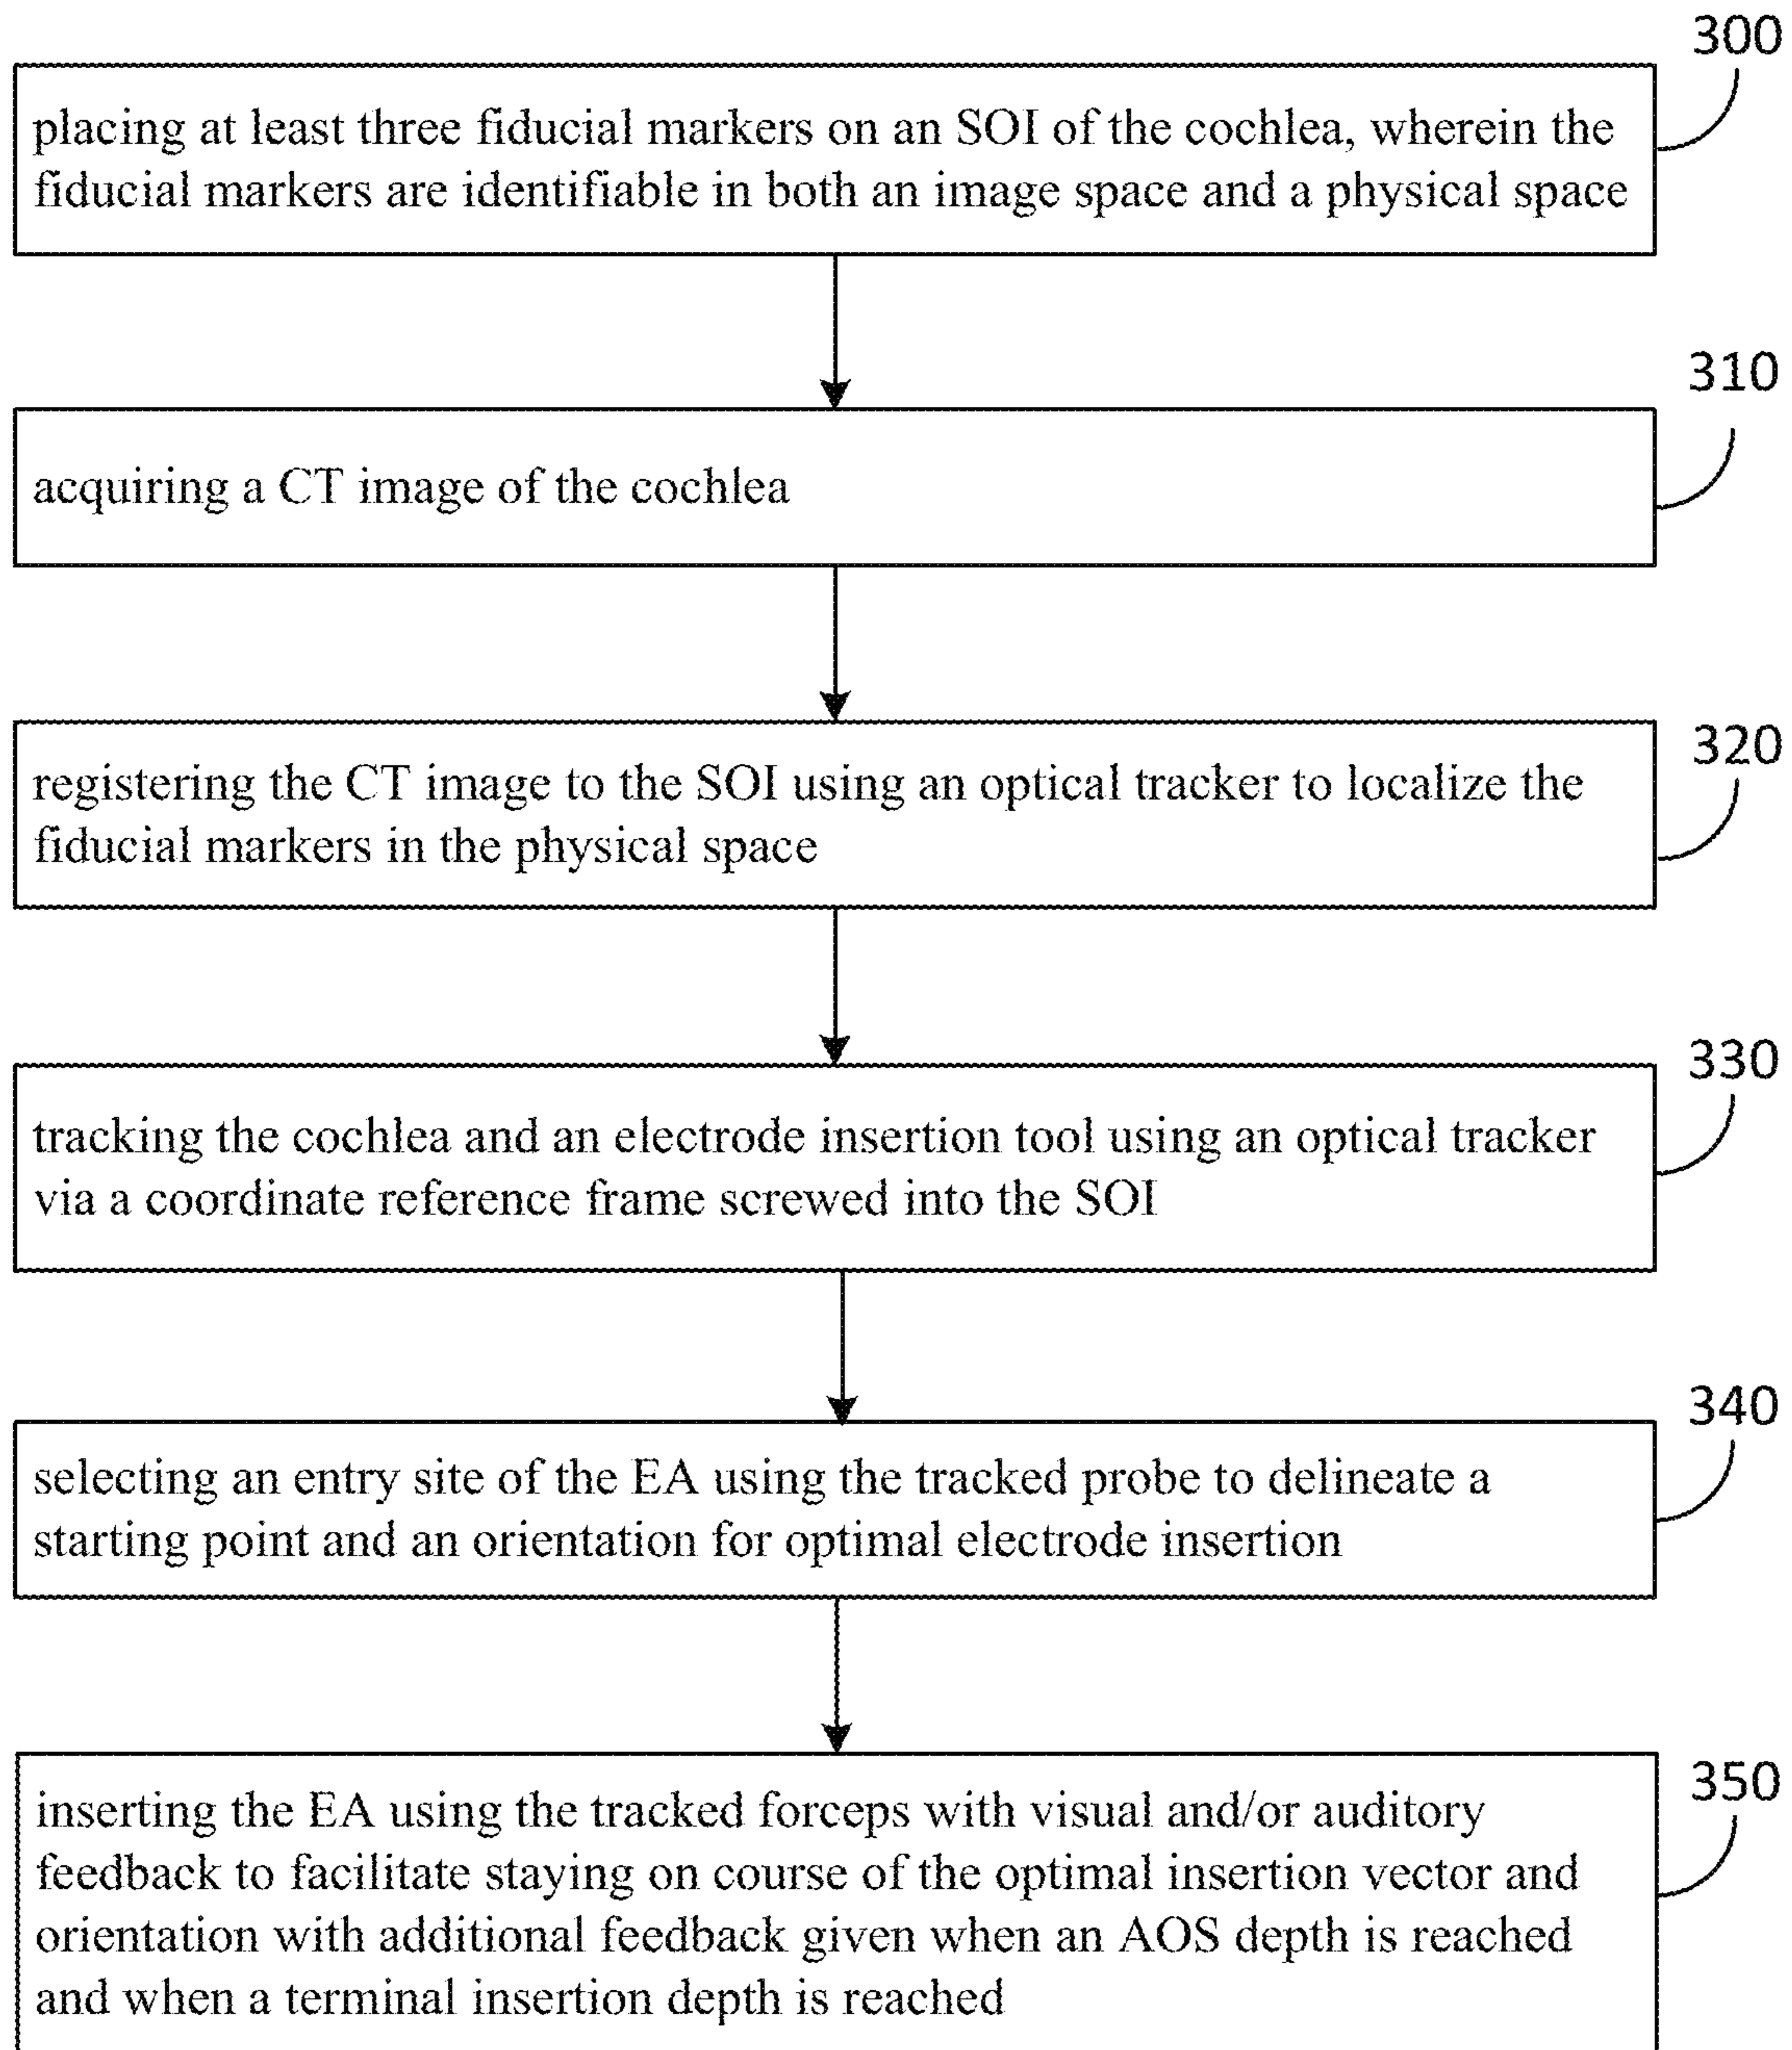 300
placing at least three fiducial markers on an SOI of the cochlea, wherein the
fiducial markers are identifiable in both an image space and a physical space
310
acquiring a CT image of the cochlea
320
registering the CT image to the SOI using an optical tracker to localize the
fiducial markers in the physical space
330
tracking the cochlea and an electrode insertion tool using an optical tracker
via a coordinate reference frame screwed into the SOI
340
selecting an entry site of the EA using the tracked probe to delineate a
starting point and an orientation for optimal electrode insertion
350
inserting the EA using the tracked forceps with visual and/or auditory
feedback to facilitate staying on course of the optimal insertion vector and
orientation with additional feedback given when an AOS depth is reached
and when a terminal insertion depth is reached